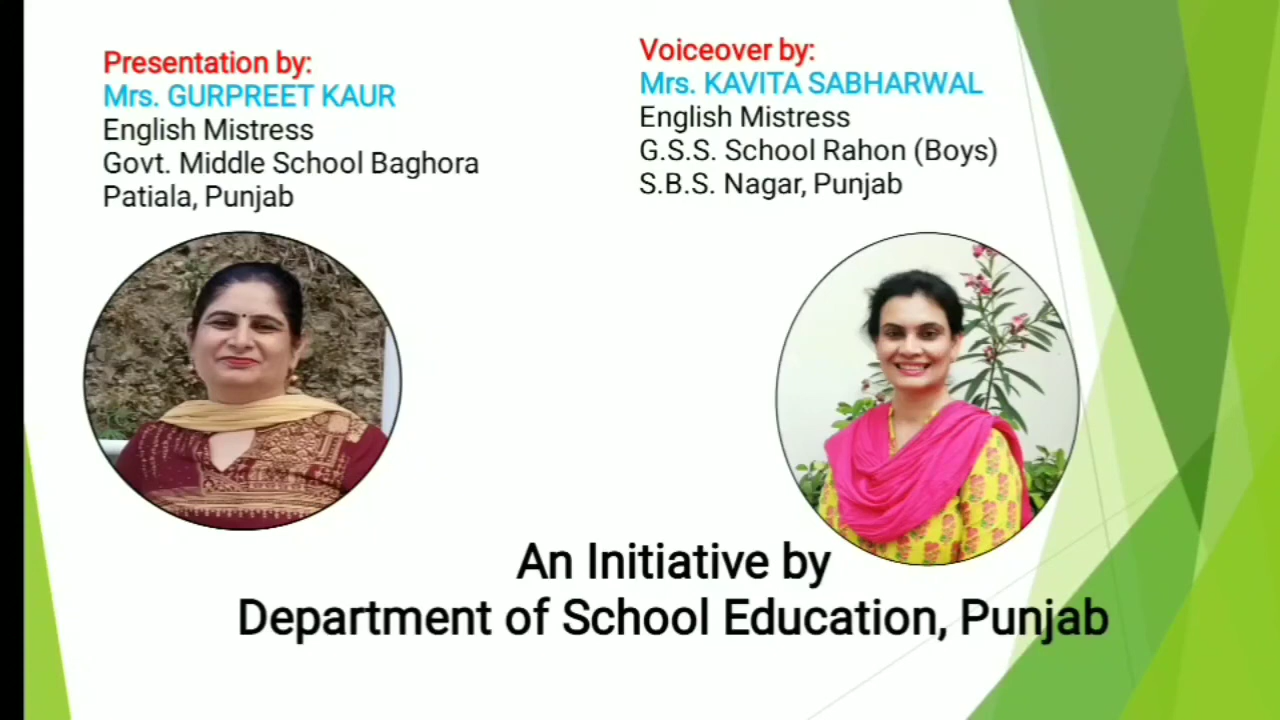 Presentation by:
Mrs. GURPREET KAUR
English Mistress
Govt. Middle School Baghora
Patiala, Punjab
Voiceover by:
Mrs. KAVITA SABHARWAL
English Mistress
G.S.S. School Rahon (Boys)
S.B.S. Nagar, Punjab
An Initiative by
Department of School Education, Punjab